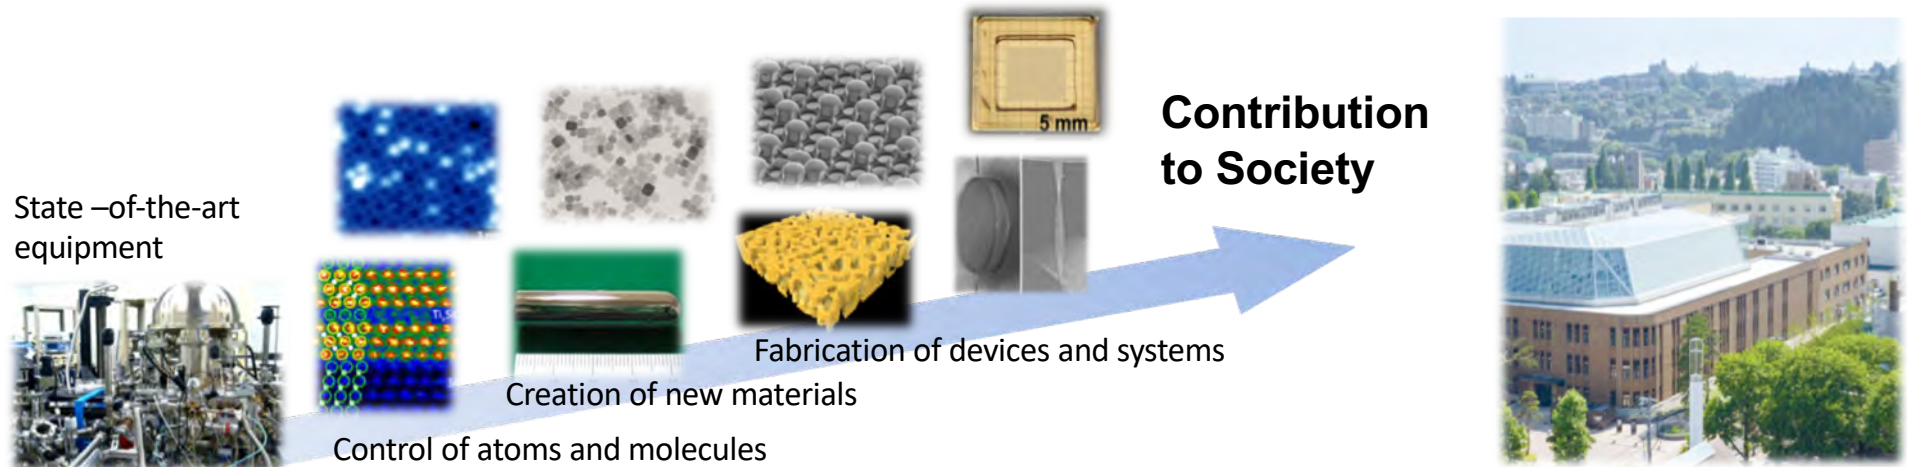 State –of-the-art
equipment
Control of atoms and molecules
Creation of new materials
Fabrication of devices and systems
5 mm
Contribution
to Society